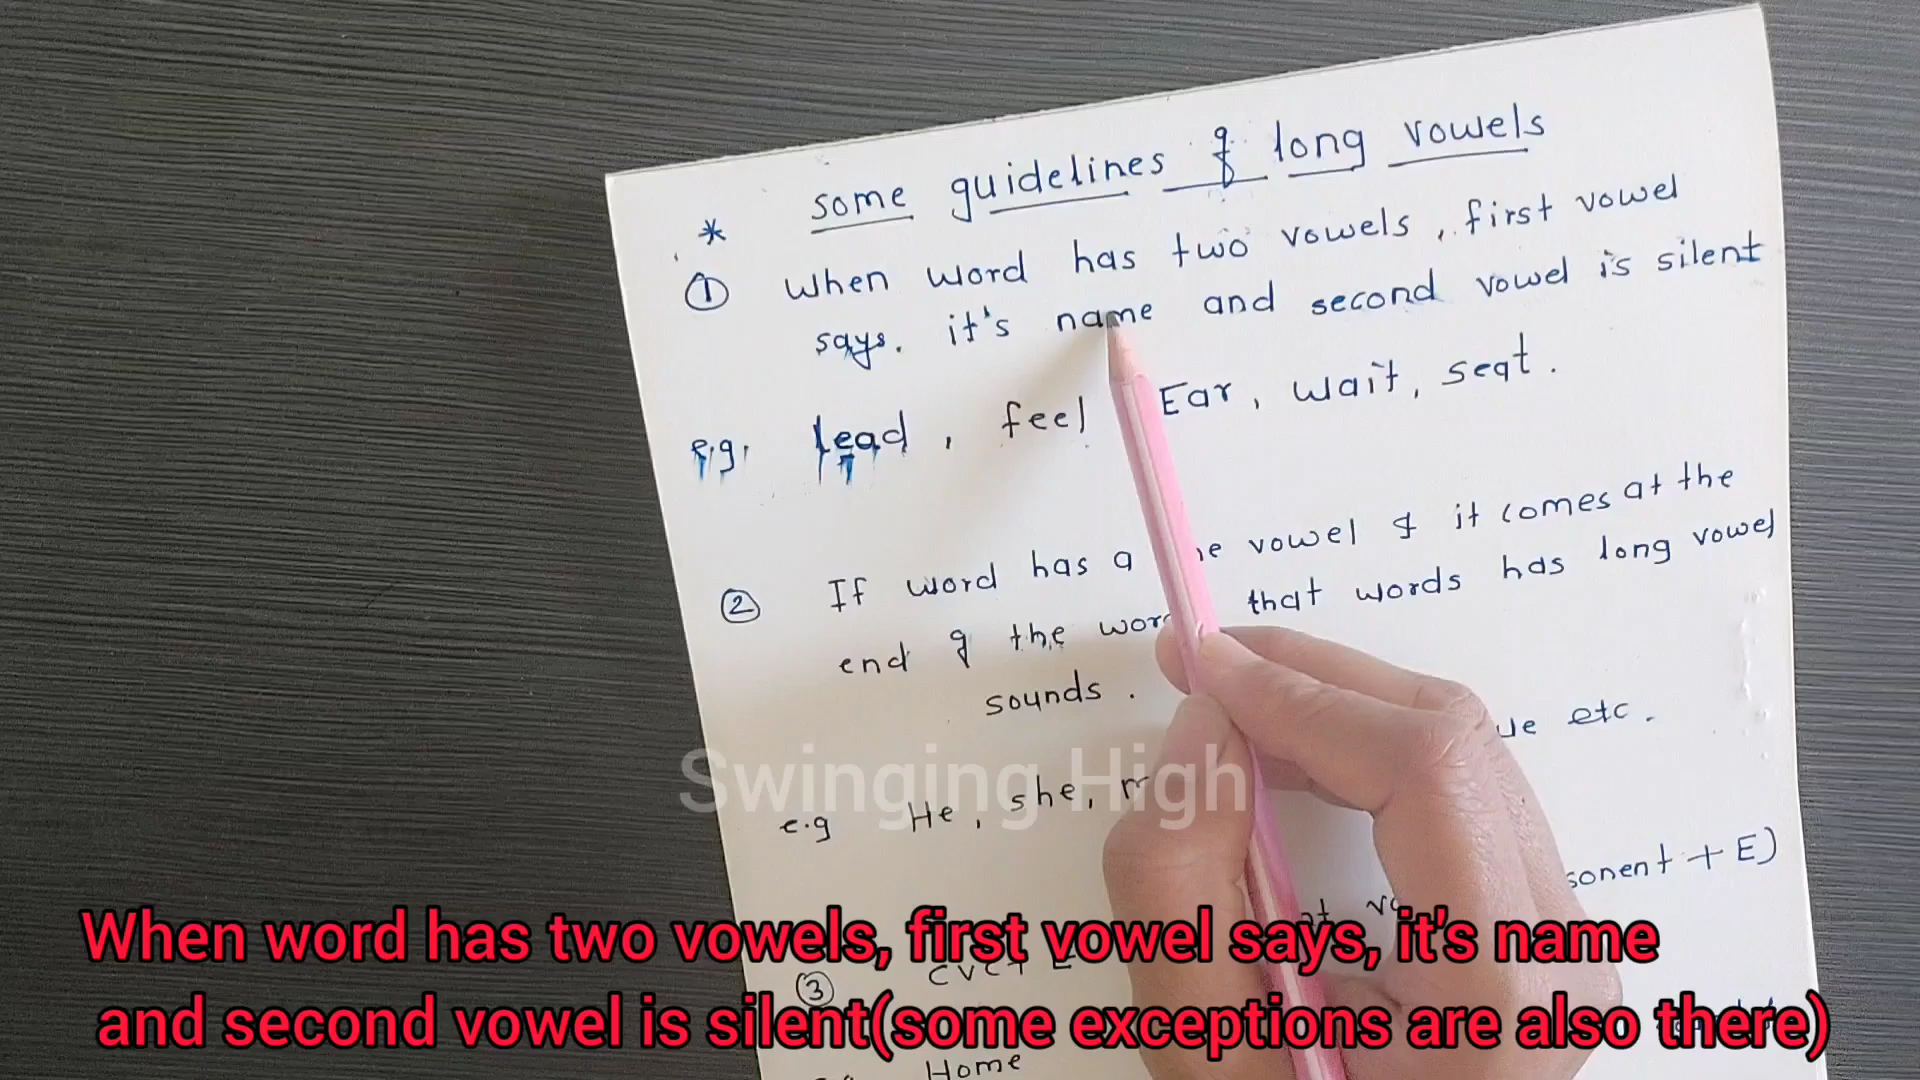 * some guidelines of long vowels
① When word has two vowels, first vowel
says. it's name and second vowel is silent
e.g. lead, feel Ear, wait, seat.
② If word has a vowel & it comes at the
end of the word that words has long vowel
sounds.
e.g He, she, etc.
Swinging High
+ E)
③ CVC+ E
Home
When word has two vowels, first vowel says, it's name
and second vowel is silent(some exceptions are also there)